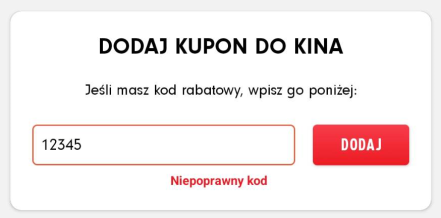 DODAJ KUPON DO KINA
Jeśli masz kod rabatowy, wpisz go poniżej:
12345
DODAJ
Niepoprawny kod